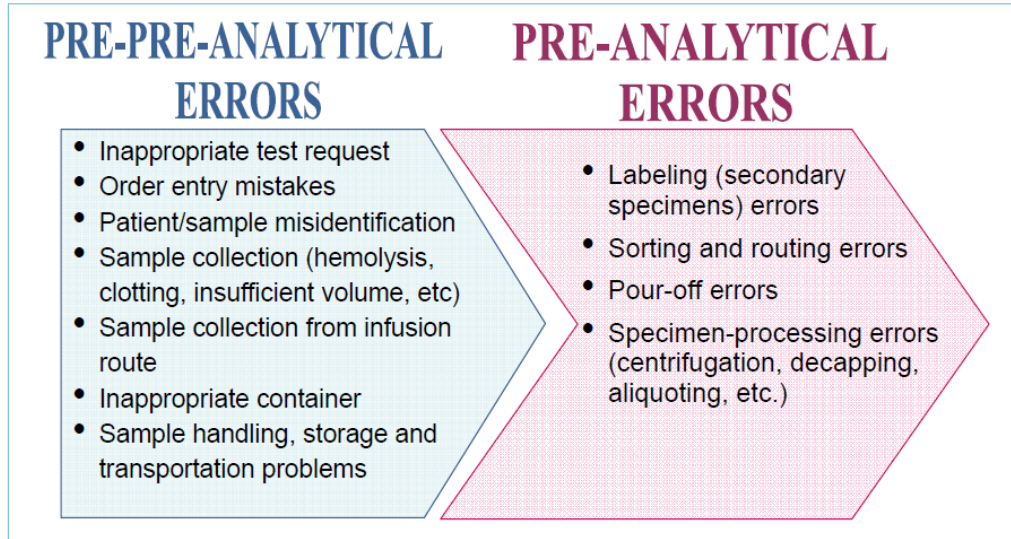 PRE-PRE-ANALYTICAL
ERRORS
• Inappropriate test request
• Order entry mistakes
• Patient/sample misidentification
• Sample collection (hemolysis,
clotting, insufficient volume, etc)
• Sample collection from infusion
route
• Inappropriate container
• Sample handling, storage and
transportation problems
PRE-ANALYTICAL
ERRORS
• Labeling (secondary
specimens) errors
• Sorting and routing errors
• Pour-off errors
• Specimen-processing errors
(centrifugation, decapping,
aliquoting, etc.)